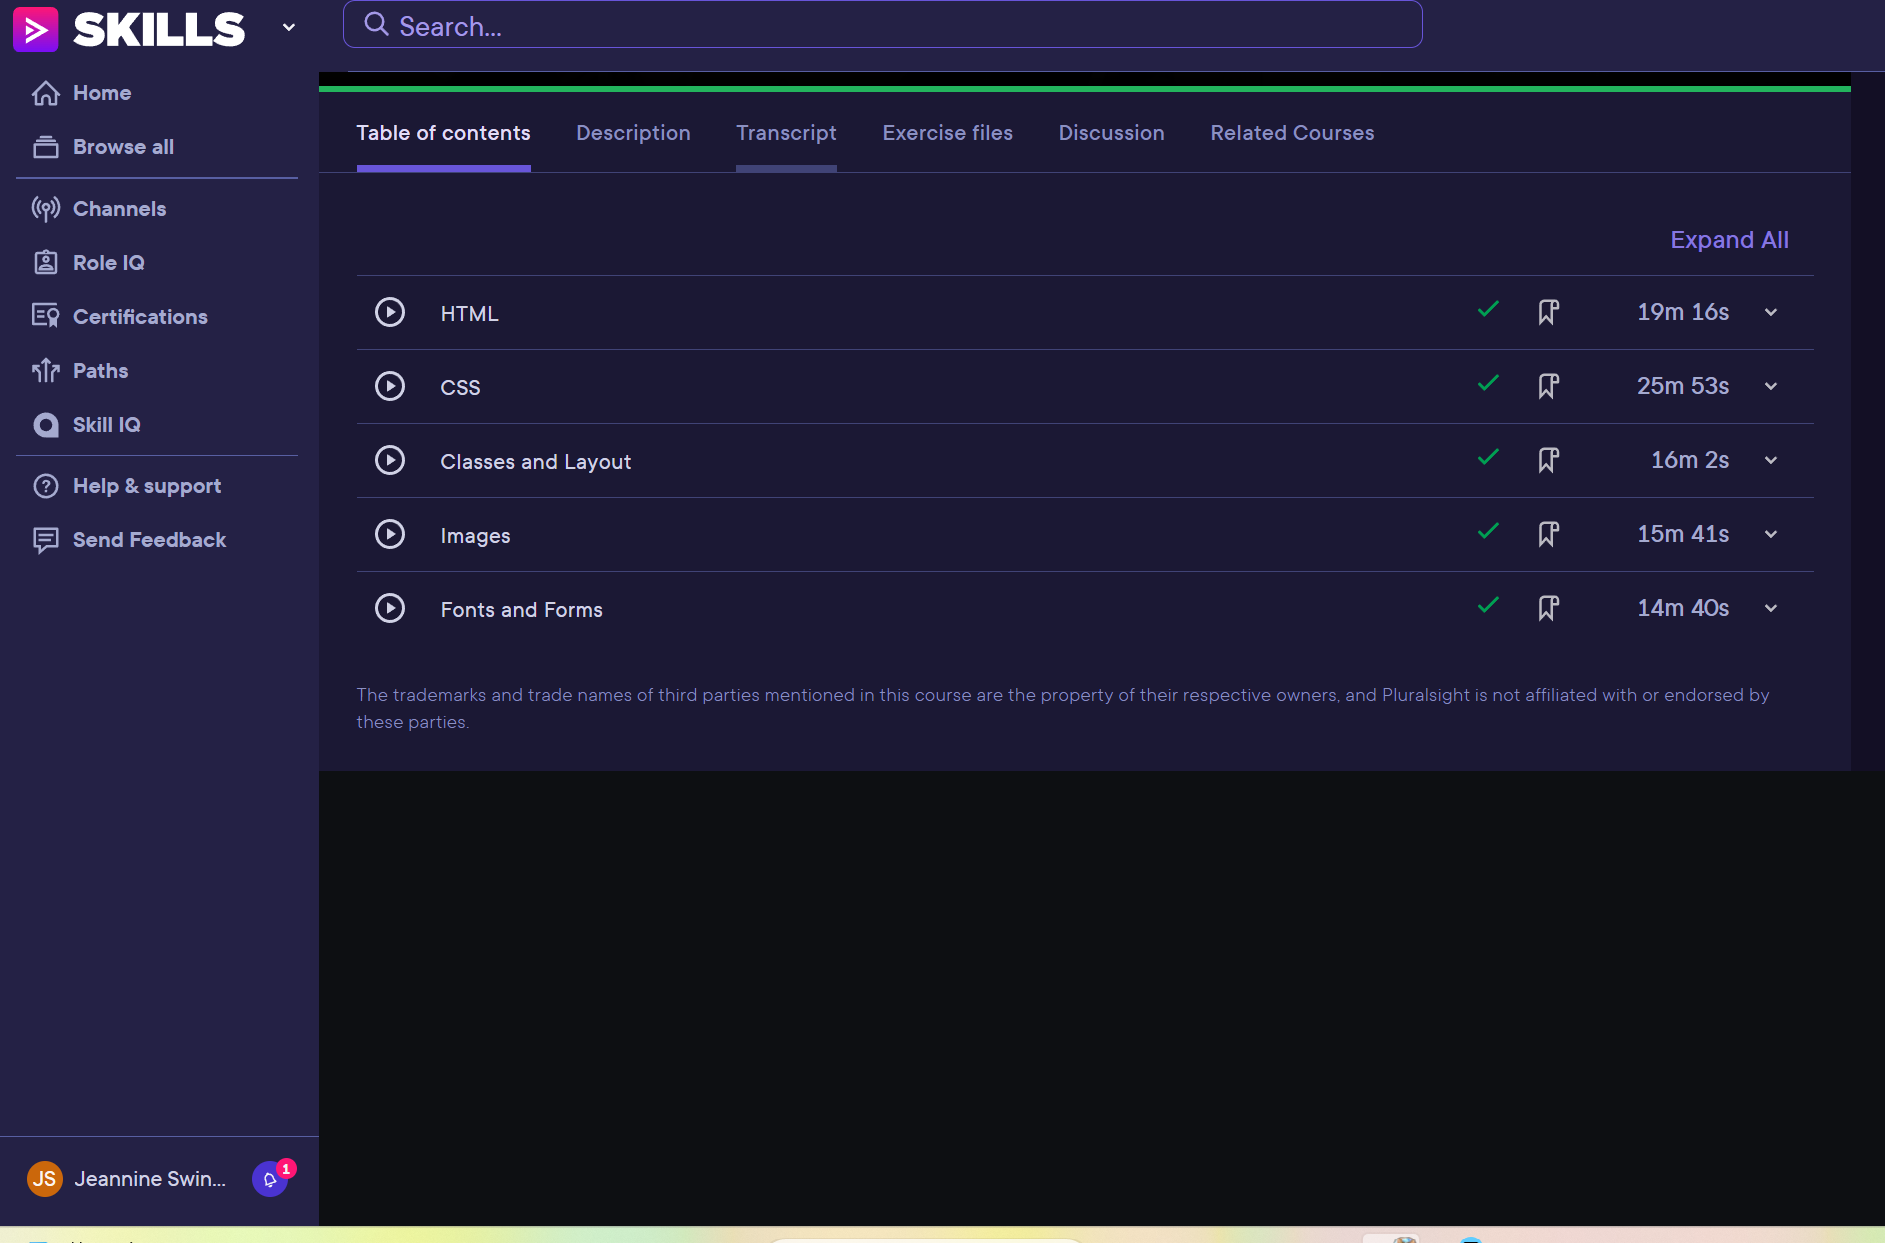 SKILLS
Search...
Home
Browse all
Channels
Role IQ
Certifications
Paths
Skill IQ
Help & support
Send Feedback
Table of contents Description Transcript Exercise files Discussion Related Courses
Expand All
HTML 19m 16s
CSS 25m 53s
Classes and Layout 16m 2s
Images 15m 41s
Fonts and Forms 14m 40s
The trademarks and trade names of third parties mentioned in this course are the property of their respective owners, and Pluralsight is not affiliated with or endorsed by
these parties.
JS Jeannine Swin... 1